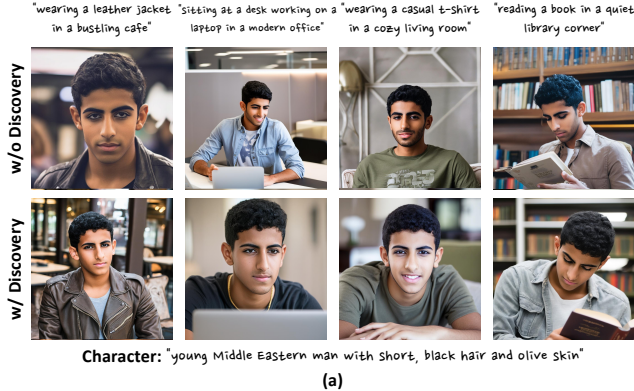 "wearing a leather jacket
in a bustling cafe"
"sitting at a desk working on a
laptop in a modern office"
"wearing a casual t-shirt
in a cozy living room"
"reading a book in a quiet
library corner"
w/o Discovery
w/ Discovery
Character: "young Middle Eastern man with short, black hair and olive skin"
(a)